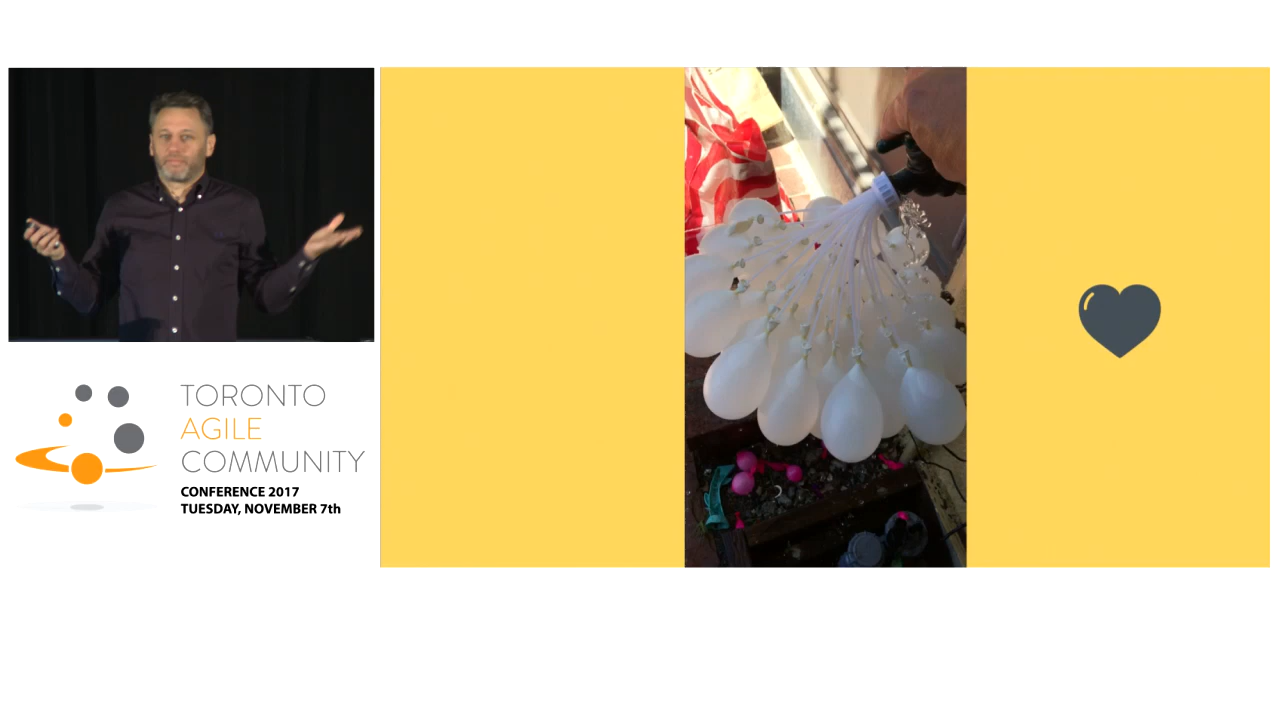 TORONTO
AGILE
COMMUNITY
CONFERENCE 2017
TUESDAY, NOVEMBER 7th